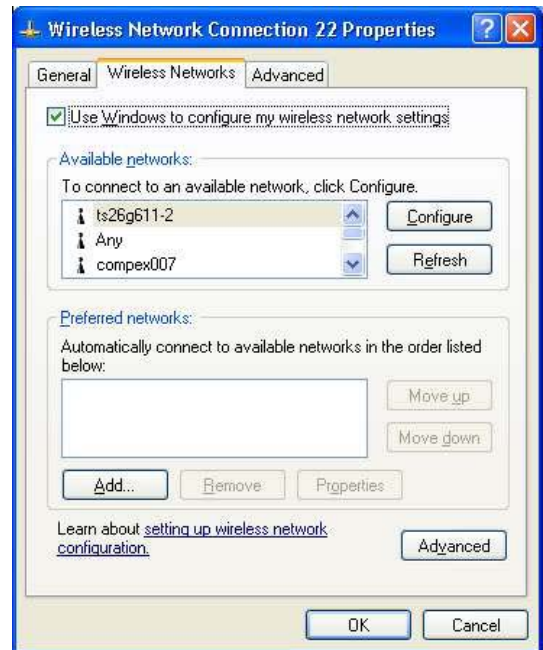 Wireless Network Connection 22 Properties
General Wireless Networks Advanced
Use Windows to configure my wireless network settings
Available networks:
To connect to an available network, click Configure.
ts26g611-2
Any
compex007
Configure
Refresh
Preferred networks:
Automatically connect to available networks in the order listed
below:
Move up
Move down
Add... Remove Properties
Learn about setting up wireless network
configuration.
Advanced
OK Cancel